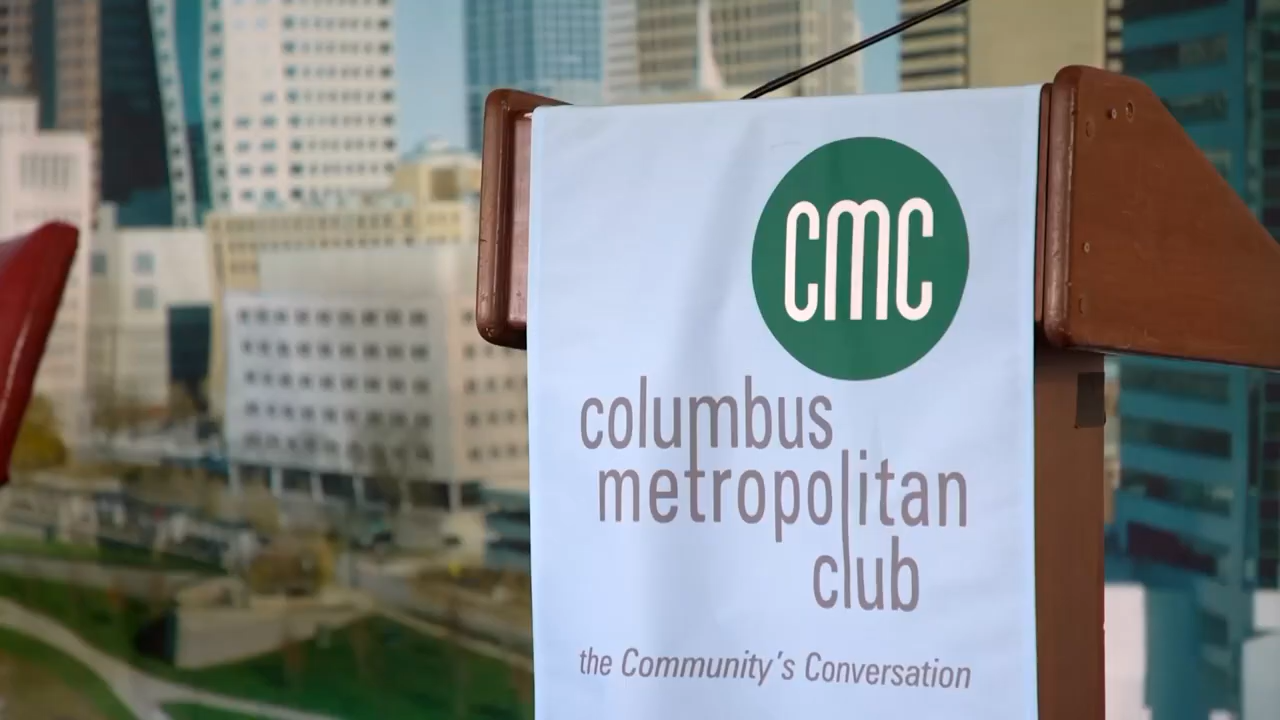 CMC
columbus
metropolitan
club
the Community's Conversation